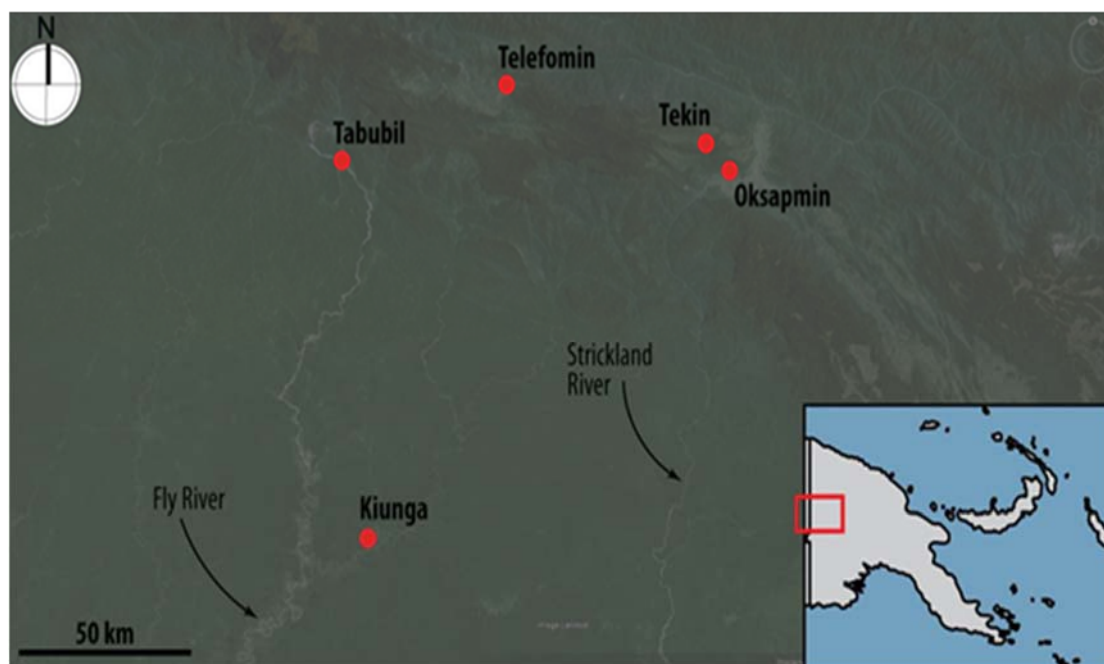 N
Telefomin
Tekin
Tabubil
Oksapmin
Strickland
River
Fly River
Kiunga
50 km